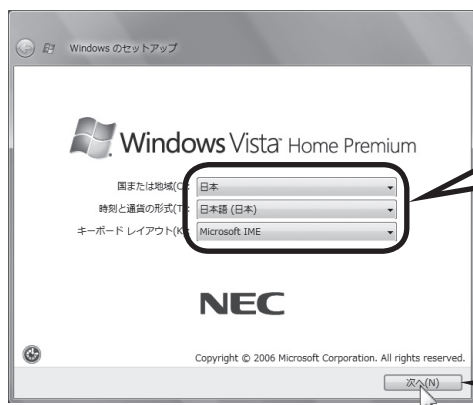 Windows のセットアップ
Windows Vista™ Home Premium
国または地域(C): 日本
時刻と通貨の形式(T): 日本語 (日本)
キーボード レイアウト(K): Microsoft IME
NEC
Copyright © 2006 Microsoft Corporation. All rights reserved.
次へ(N)